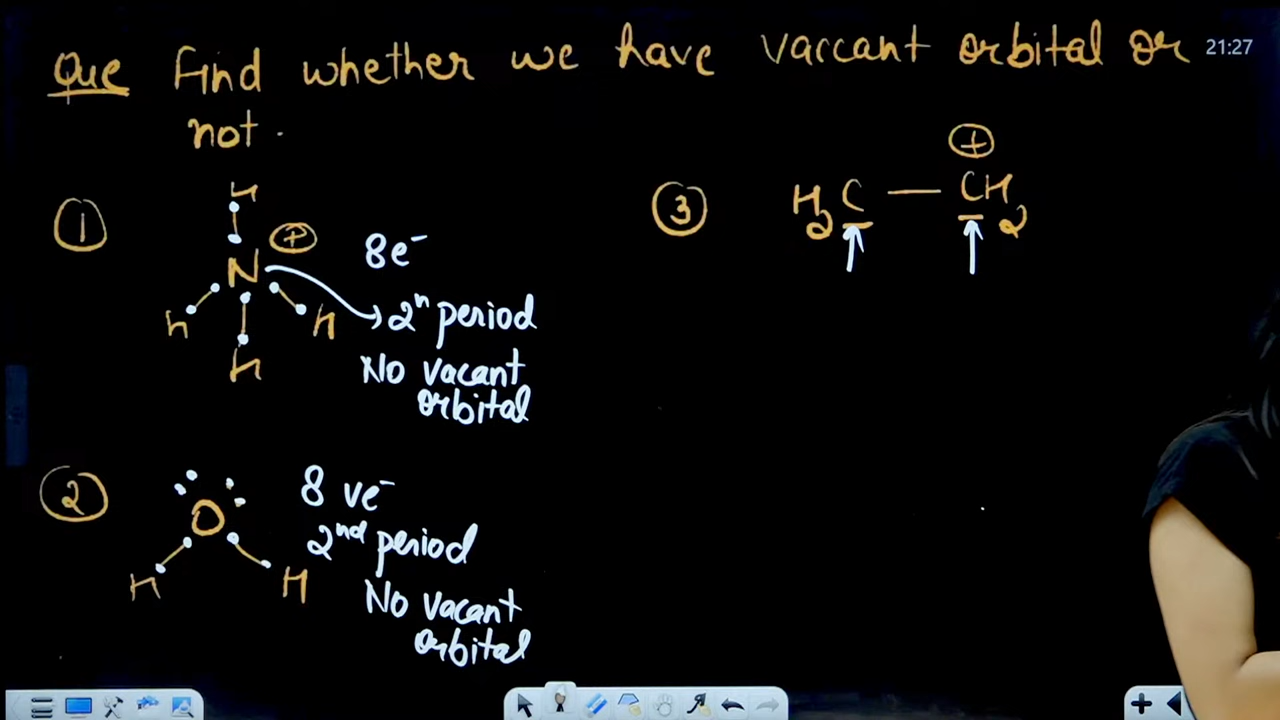 Que Find whether we have varcant orbital or
21:27
not.
①
H
N ⊕
h h
H
8e⁻
2ⁿ period
No vacant
orbital
②
O
H H
8 ve⁻
2nd period
No vacant
orbital
③
⊕
H2C — CH2